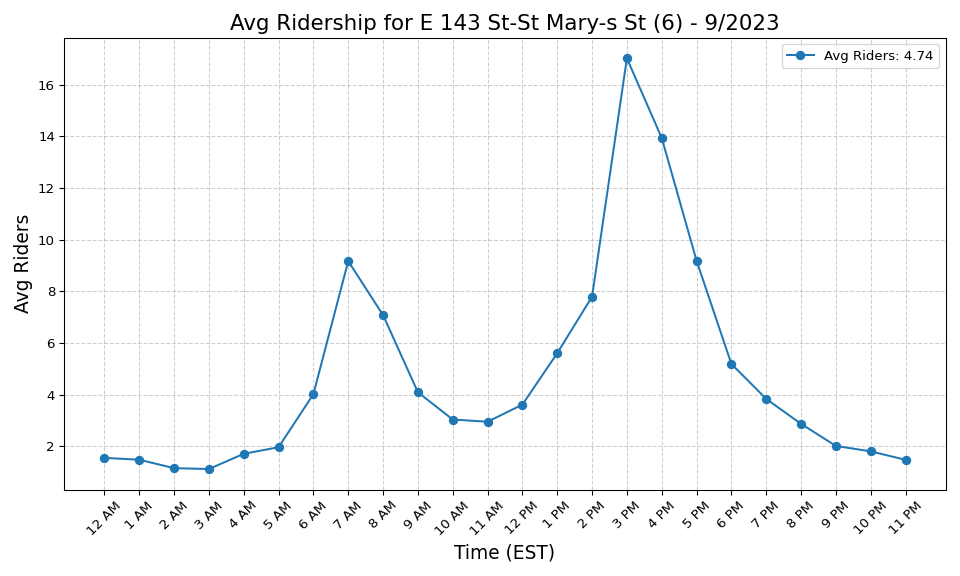 Avg Ridership for E 143 St-St Mary-s St (6) - 9/2023
Avg Riders: 4.74
Avg Riders
16
14
12
10
8
6
4
2
12 AM
1 AM
2 AM
3 AM
4 AM
5 AM
6 AM
7 AM
8 AM
9 AM
10 AM
11 AM
12 PM
1 PM
2 PM
3 PM
4 PM
5 PM
6 PM
7 PM
8 PM
9 PM
10 PM
11 PM
Time (EST)